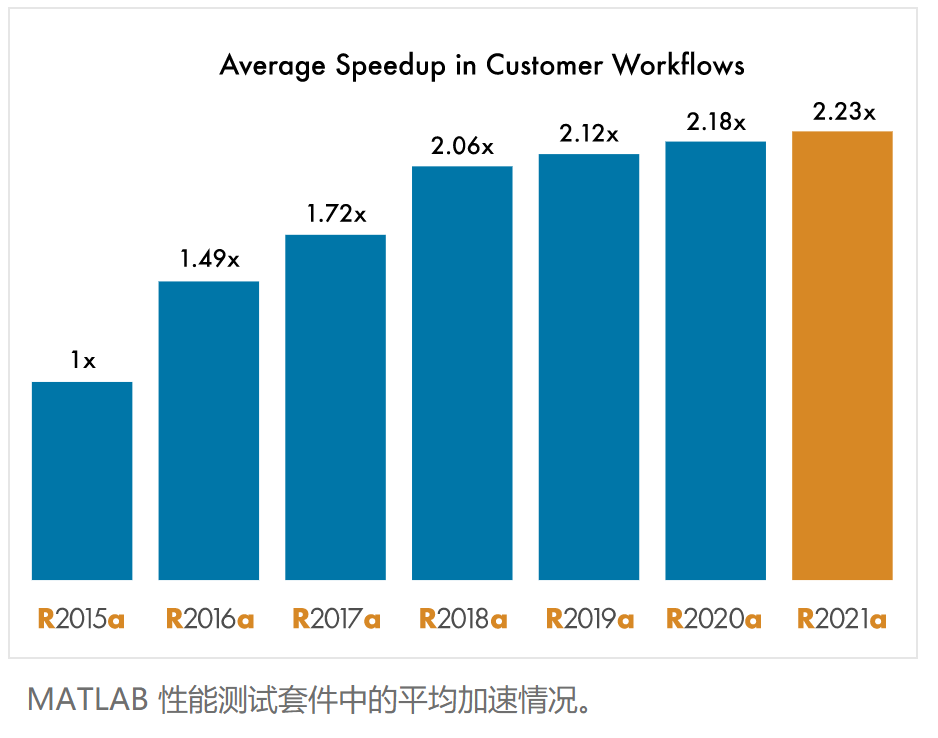 Average Speedup in Customer Workflows
1x
1.49x
1.72x
2.06x
2.12x
2.18x
2.23x
R2015a R2016a R2017a R2018a R2019a R2020a R2021a
MATLAB 性能测试套件中的平均加速情况。